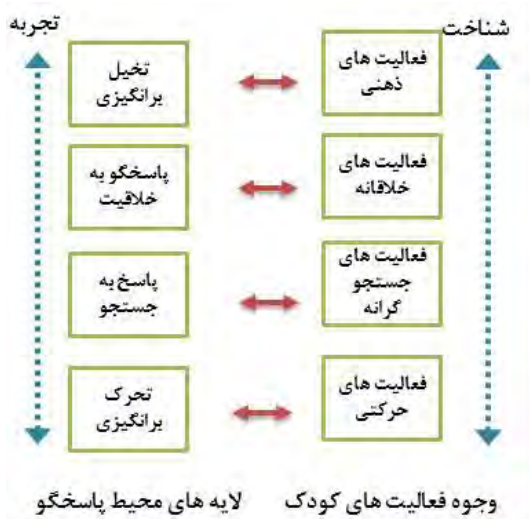 شناخت
تجربه
فعالیت های
ذهنی
تخیل
برانگیزی
فعالیت های
خلاقانه
پاسخگو به
خلاقیت
فعالیت های
جستجو
گرانه
پاسخ به
جستجو
فعالیت های
حرکتی
تحرک
برانگیزی
وجوه فعالیت های کودک
لایه های محیط پاسخگو